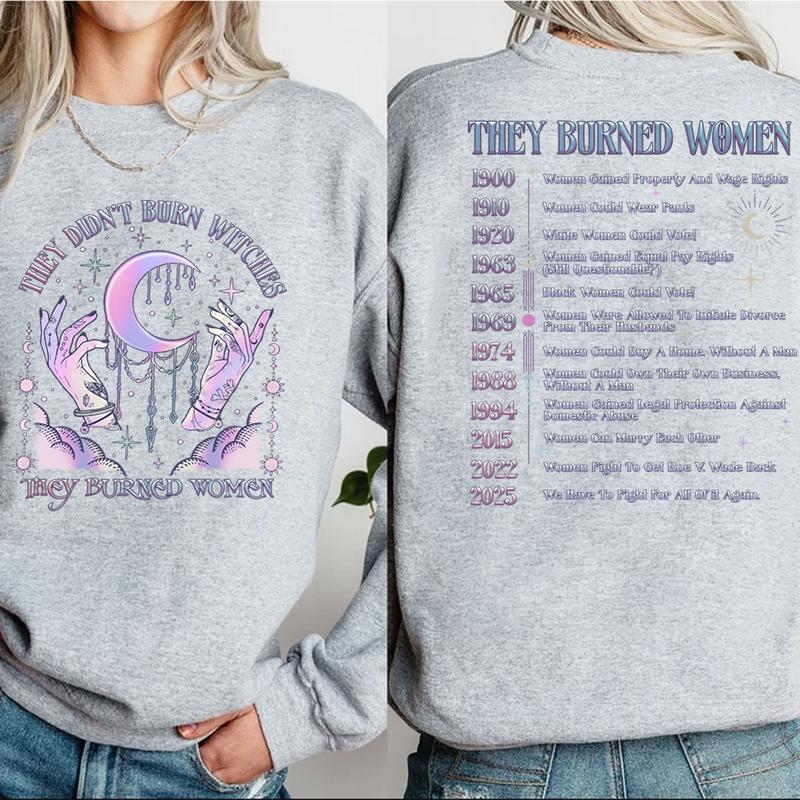 THEY DIDN'T BURN WITCHES
THEY BURNED WOMEN
THEY BURNED WOMEN
1900 Women Gained Property And Wage Rights
1910 Women Could Wear Pants
1920 White Women Could Vote!
1963 Women Gained Equal Pay Rights
(Still Questionable?)
1965 Black Women Could Vote!
1969 Women Were Allowed To Initiate Divorce
From Their Husbands
1974 Women Could Buy A Home, Without A Man
1988 Women Could Own Their Own Business,
Without A Man
1994 Women Gained Legal Protection Against
Domestic Abuse
2015 Women Can Marry Each Other
2022 Women Fight To Get Roe V. Wade Back
2025 We Have To Fight For All Of it Again.